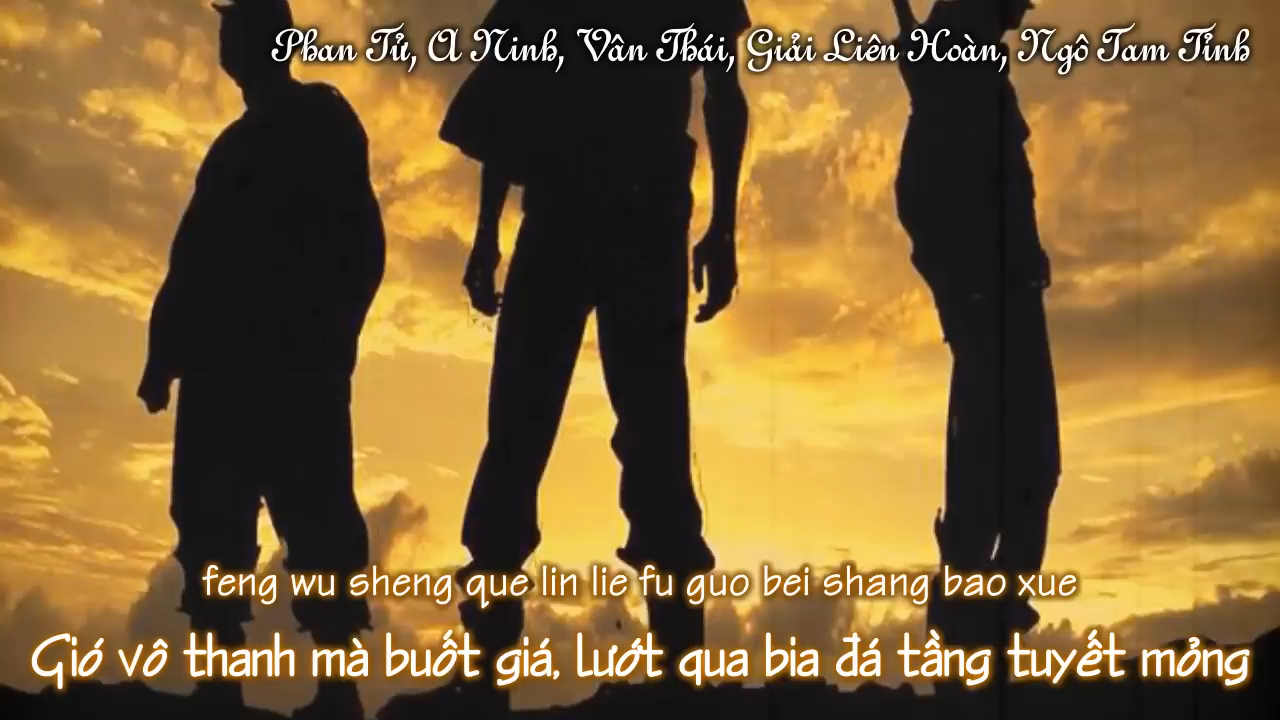 Phan Tử, A Ninh, Vân Thái, Giải Liên Hoàn, Ngô Tam Tỉnh
feng wu sheng que lin lie fu guo bei shang bao xue
Gió vô thanh mà buốt giá, lướt qua bia đá tầng tuyết mỏng